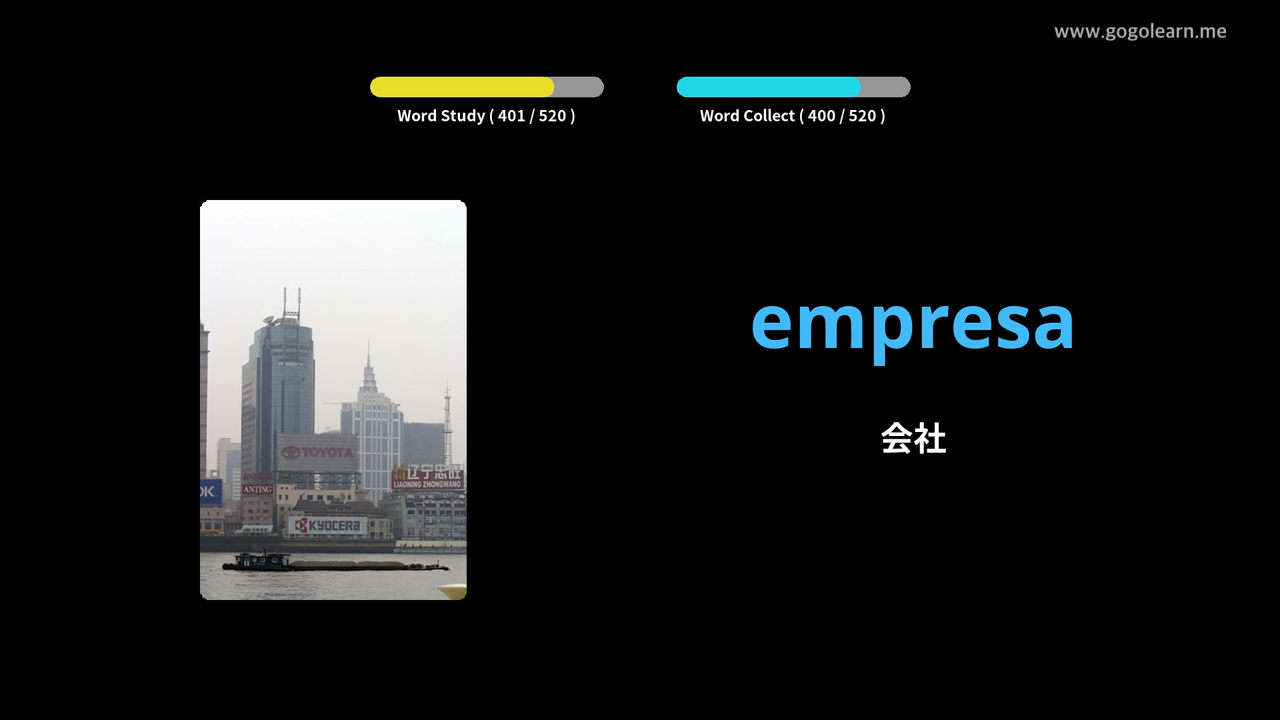 www.gogolearn.me
Word Study ( 401 / 520 )
Word Collect ( 400 / 520 )
empresa
会社
TOYOTA
辽宁忠旺
LIAONING ZHONGWANG
OK
ANTING
KYOCERA